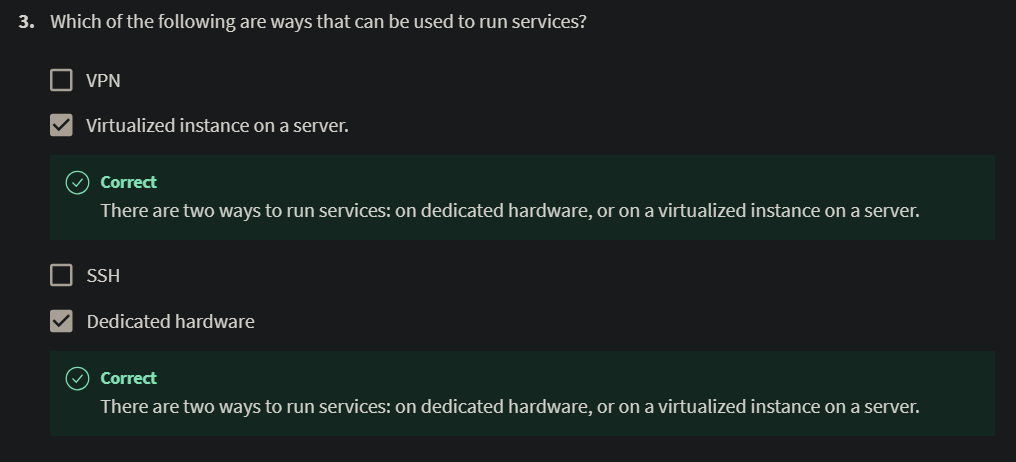 3. Which of the following are ways that can be used to run services?
VPN
Virtualized instance on a server.
Correct
There are two ways to run services: on dedicated hardware, or on a virtualized instance on a server.
SSH
Dedicated hardware
Correct
There are two ways to run services: on dedicated hardware, or on a virtualized instance on a server.